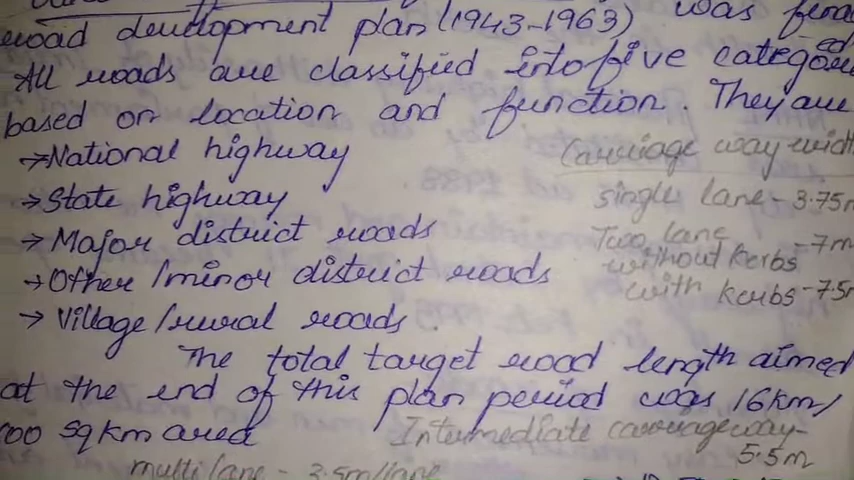 road development plan (1943-1963) was
All roads are classified into five
based on location and function. They are
→National highway
Carriage way width
→State highway
single lane - 3.75m
→ Major district roads
Two lane
without kerbs -7m
→Other /minor district roads
with kerbs -7.5m
→ Village /rural roads.
The total target road length aimed
at the end of this plan period was 16km/
100 sqkm area
Intermediate carriageway-
5.5m
multi lane - 3.5m/lane